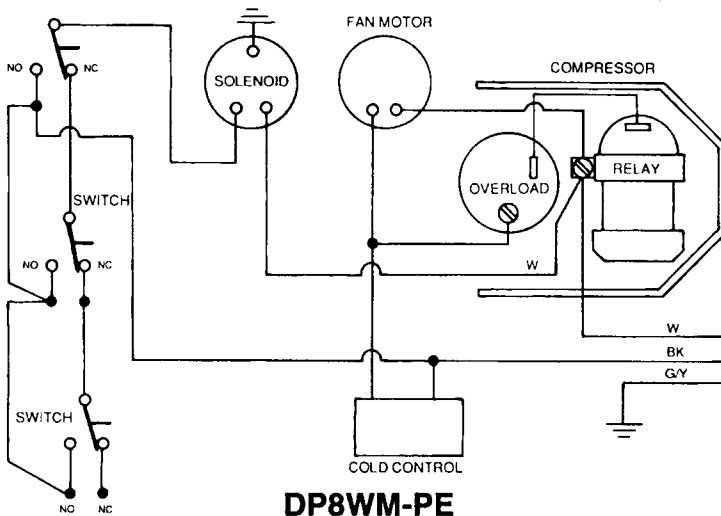 FAN MOTOR
COMPRESSOR
NO
NC
SOLENOID
RELAY
OVERLOAD
SWITCH
NO
NC
W
W
BK
G/Y
SWITCH
COLD CONTROL
NO
NC
DP8WM-PE